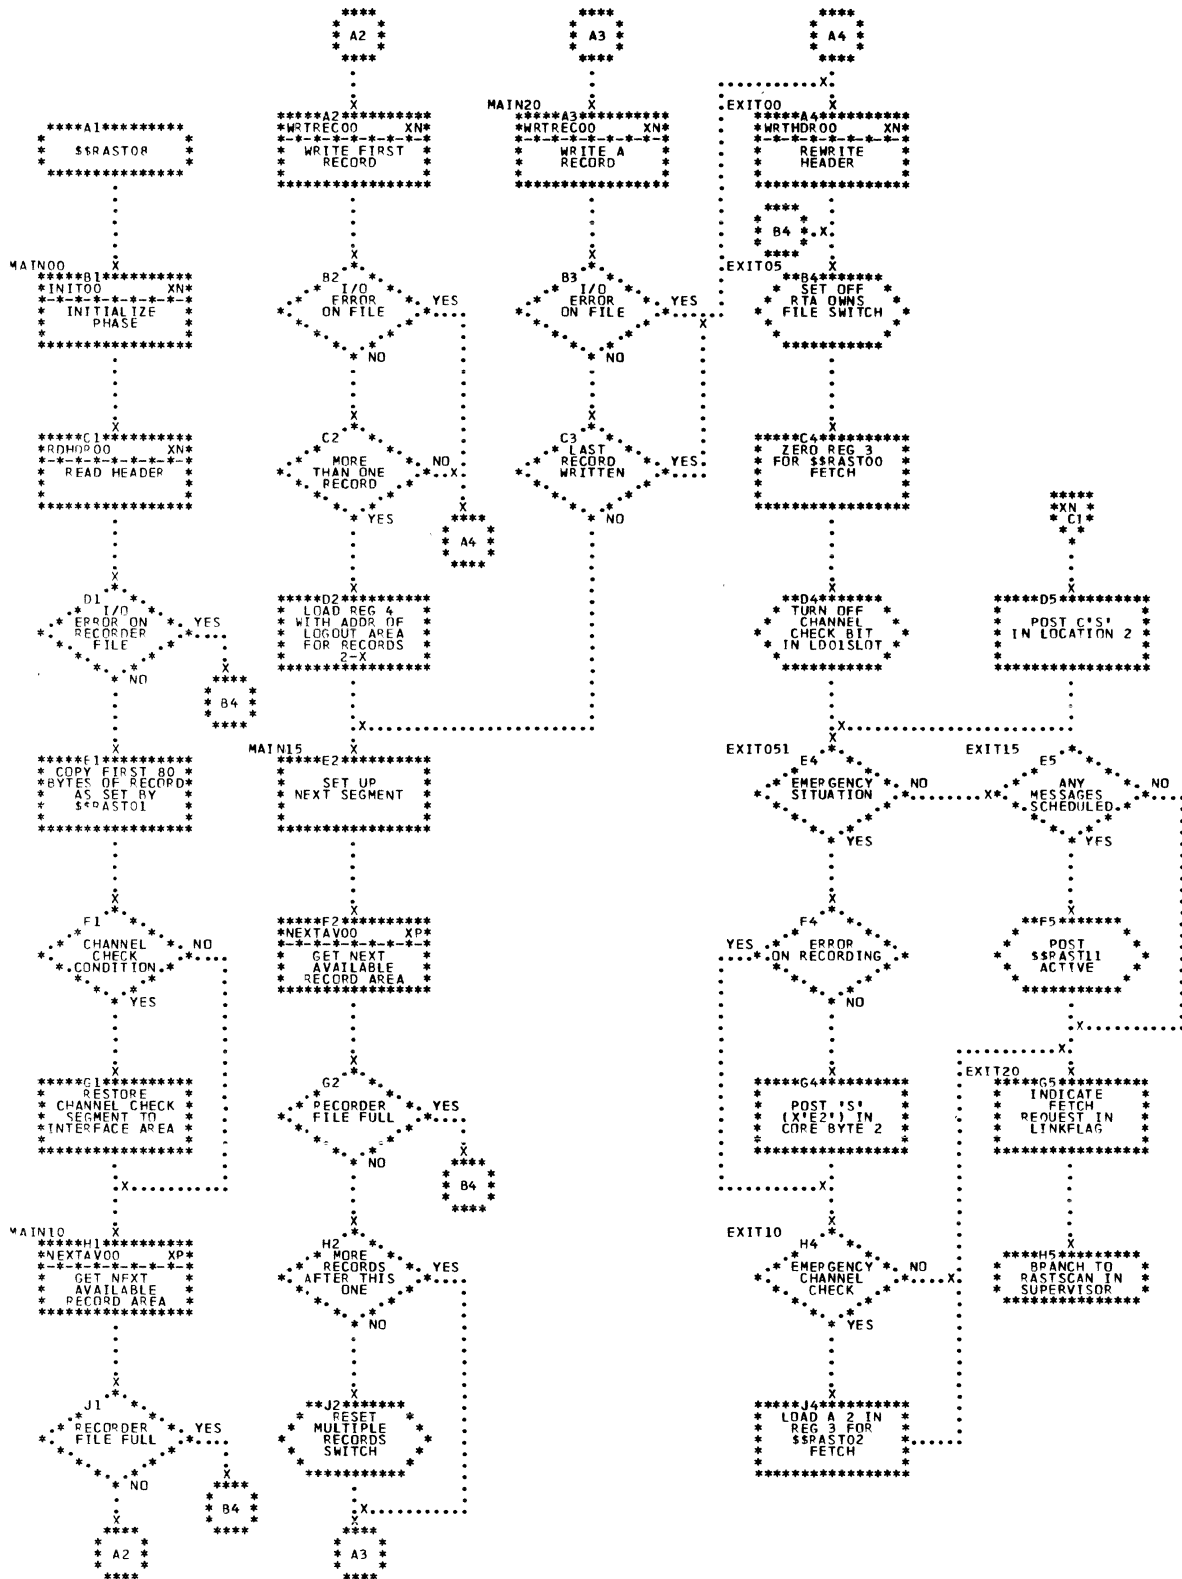 A2
A3
A4
A1
$$RAST08
MAIN00
B1
INIT00 XN
INITIALIZE
PHASE
C1
RDHDR00 XN
READ HEADER
D1
I/O
ERROR ON
RECORDER
FILE
YES
NO
B4
E1
COPY FIRST 80
BYTES OF RECORD
AS SET BY
$$RAST01
F1
CHANNEL
CHECK
CONDITION
NO
YES
G1
RESTORE
CHANNEL CHECK
SEGMENT TO
INTERFACE AREA
MAIN10
H1
NEXTAV00 XP
GET NEXT
AVAILABLE
RECORD AREA
J1
RECORDER
FILE FULL
YES
NO
B4
A2
A2
WRTREC00 XN
WRITE FIRST
RECORD
B2
I/O
ERROR
ON FILE
YES
NO
C2
MORE
THAN ONE
RECORD
NO
YES
A4
D2
LOAD REG 4
WITH ADDR OF
LOGOUT AREA
FOR RECORDS
2-X
MAIN15
E2
SET UP
NEXT SEGMENT
F2
NEXTAV00 XP
GET NEXT
AVAILABLE
RECORD AREA
G2
RECORDER
FILE FULL
YES
NO
B4
H2
MORE
RECORDS
AFTER THIS
ONE
YES
NO
J2
RESET
MULTIPLE
RECORDS
SWITCH
A3
MAIN20
A3
WRTREC00 XN
WRITE A
RECORD
B3
I/O
ERROR
ON FILE
YES
NO
C3
LAST
RECORD
WRITTEN
YES
NO
EXIT00
A4
WRTHDR00 XN
REWRITE
HEADER
B4
EXIT05
B4
SET OFF
RTA OWNS
FILE SWITCH
C4
ZERO REG 3
FOR $$RAST00
FETCH
D4
TURN OFF
CHANNEL
CHECK BIT
IN LD01SLOT
EXIT051
E4
EMERGENCY
SITUATION
NO
YES
F4
ERROR
ON RECORDING
YES
NO
G4
POST 'S'
(X'E2') IN
CORE BYTE 2
EXIT10
H4
EMERGENCY
CHANNEL
CHECK
NO
YES
J4
LOAD A 2 IN
REG 3 FOR
$$RAST02
FETCH
XN
C1
D5
POST C'S'
IN LOCATION 2
EXIT15
E5
ANY
MESSAGES
SCHEDULED
NO
YES
F5
POST
$$RAST11
ACTIVE
EXIT20
G5
INDICATE
FETCH
REQUEST IN
LINKFLAG
H5
BRANCH TO
RASTSCAN IN
SUPERVISOR